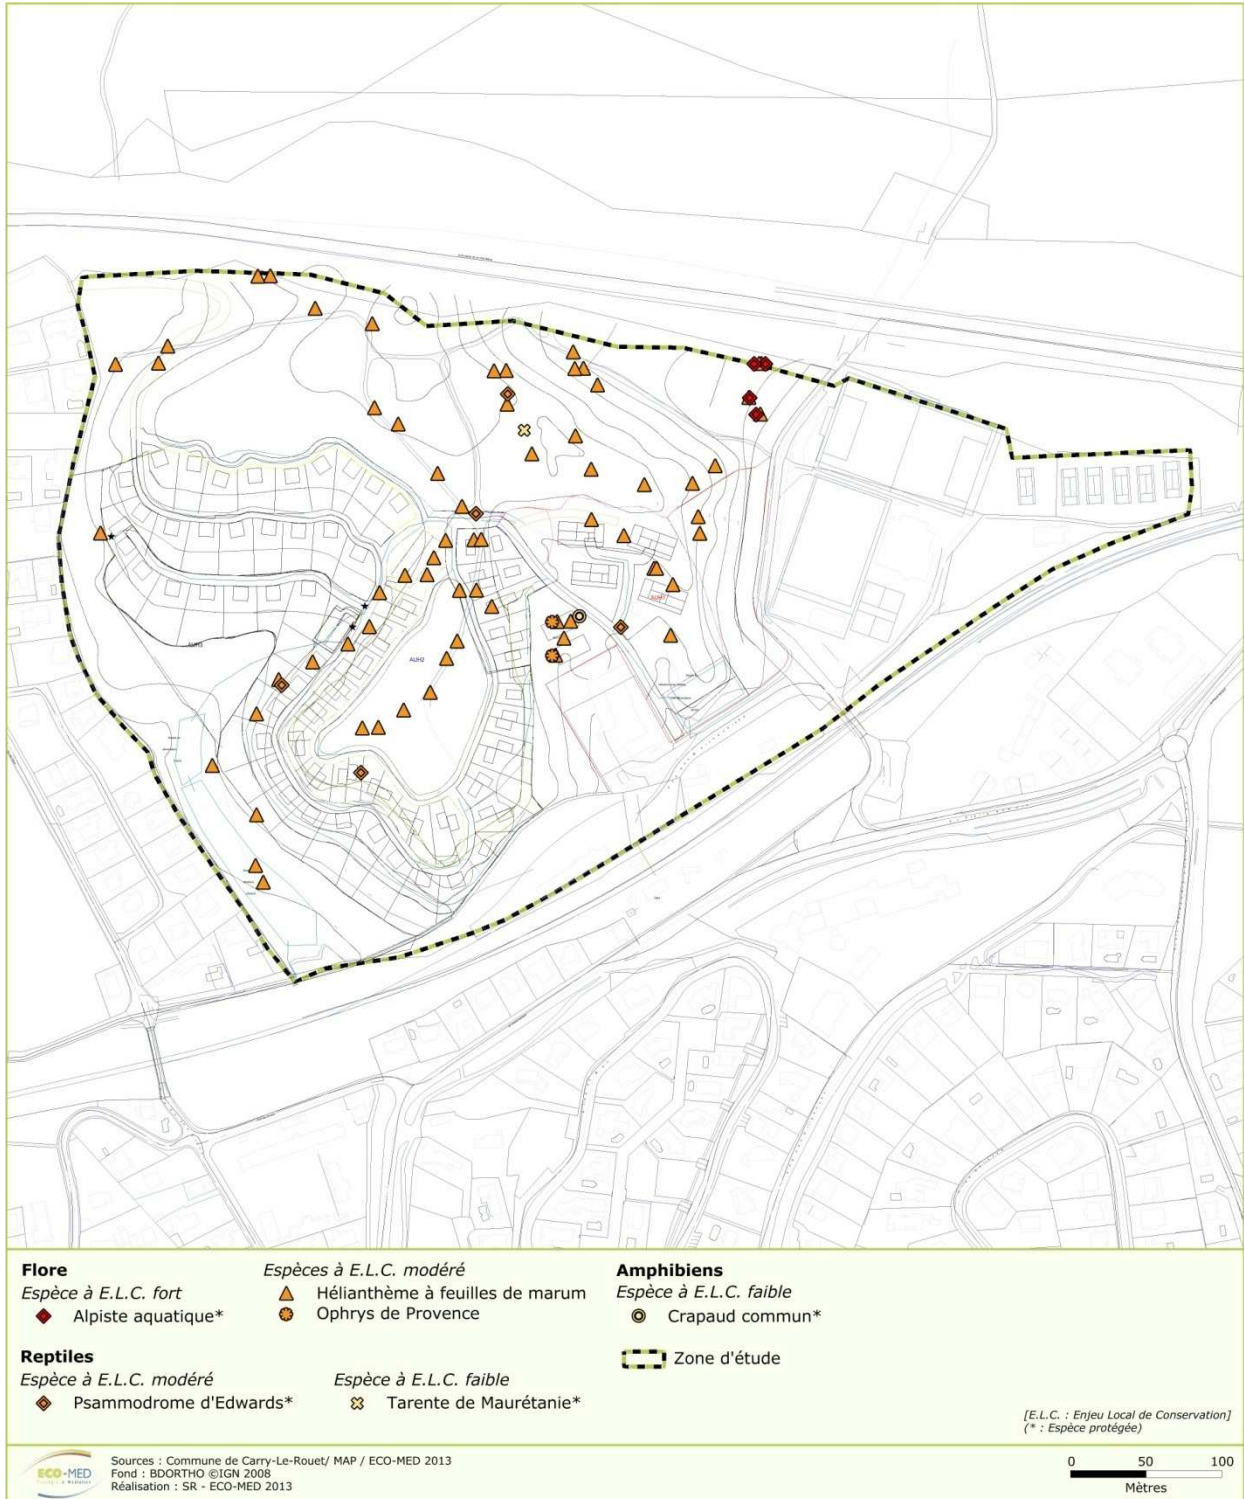 AUH3
AUH2
AUH1
Flore
Espèce à E.L.C. fort
Alpiste aquatique*
Espèces à E.L.C. modéré
Hélianthème à feuilles de marum
Ophrys de Provence
Amphibiens
Espèce à E.L.C. faible
Crapaud commun*
Zone d'étude
Reptiles
Espèce à E.L.C. modéré
Psammodrome d'Edwards*
Espèce à E.L.C. faible
Tarente de Maurétanie*
[E.L.C. : Enjeu Local de Conservation]
(* : Espèce protégée)
ECO-MED
Sources : Commune de Carry-Le-Rouet/ MAP / ECO-MED 2013
Fond : BDORTHO ©IGN 2008
Réalisation : SR - ECO-MED 2013
0 50 100
Mètres